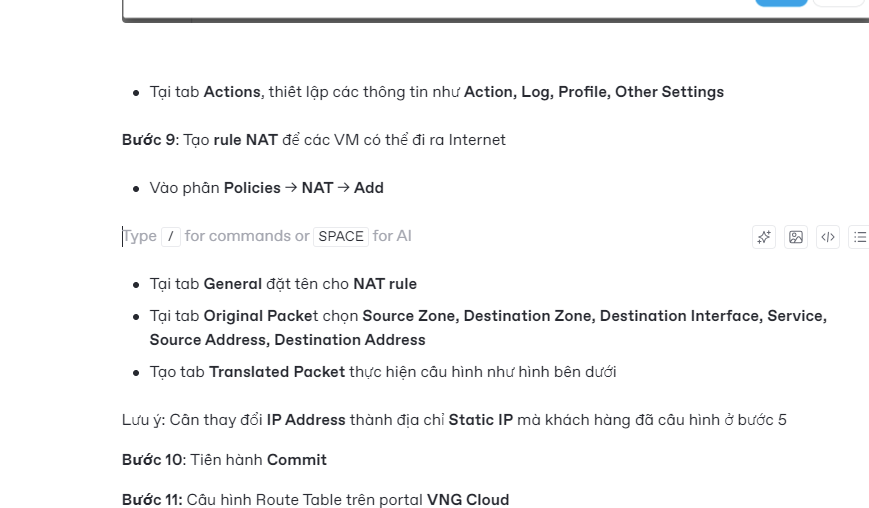 Tại tab Actions, thiết lập các thông tin như Action, Log, Profile, Other Settings
Bước 9: Tạo rule NAT để các VM có thể đi ra Internet
Vào phần Policies → NAT → Add
Type / for commands or SPACE for AI
Tại tab General đặt tên cho NAT rule
Tại tab Original Packet chọn Source Zone, Destination Zone, Destination Interface, Service,
Source Address, Destination Address
Tạo tab Translated Packet thực hiện cấu hình như hình bên dưới
Lưu ý: Cần thay đổi IP Address thành địa chỉ Static IP mà khách hàng đã cấu hình ở bước 5
Bước 10: Tiến hành Commit
Bước 11: Cấu hình Route Table trên portal VNG Cloud